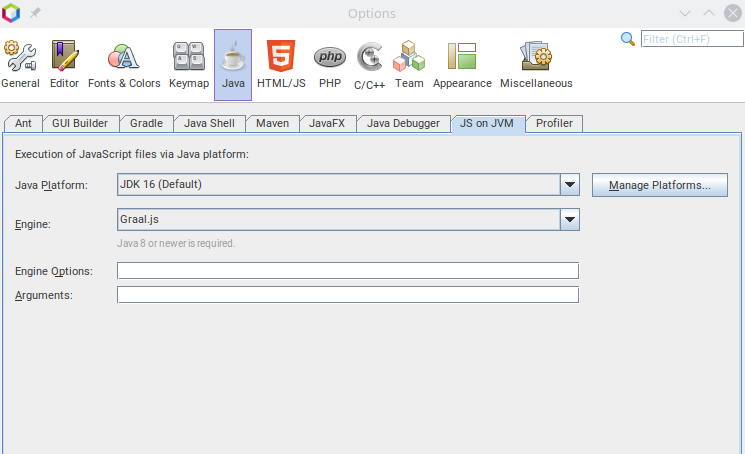 Options
Filter (Ctrl+F)
php
General Editor Fonts & Colors Keymap Java HTML/JS PHP C/C++ Team Appearance Miscellaneous
Ant GUI Builder Gradle Java Shell Maven JavaFX Java Debugger JS on JVM Profiler
Execution of JavaScript files via Java platform:
Java Platform: JDK 16 (Default) Manage Platforms...
Engine: Graal.js
Java 8 or newer is required.
Engine Options:
Arguments: